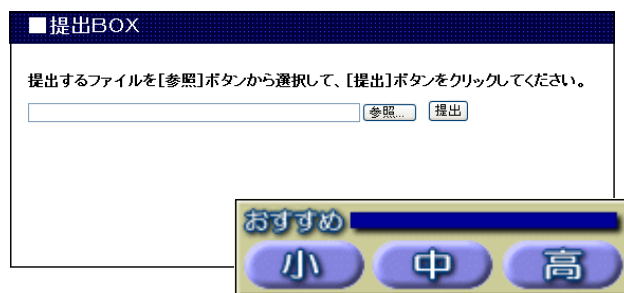 ■提出BOX
提出するファイルを[参照]ボタンから選択して、[提出]ボタンをクリックしてください。
参照... 提出
おすすめ
小 中 高